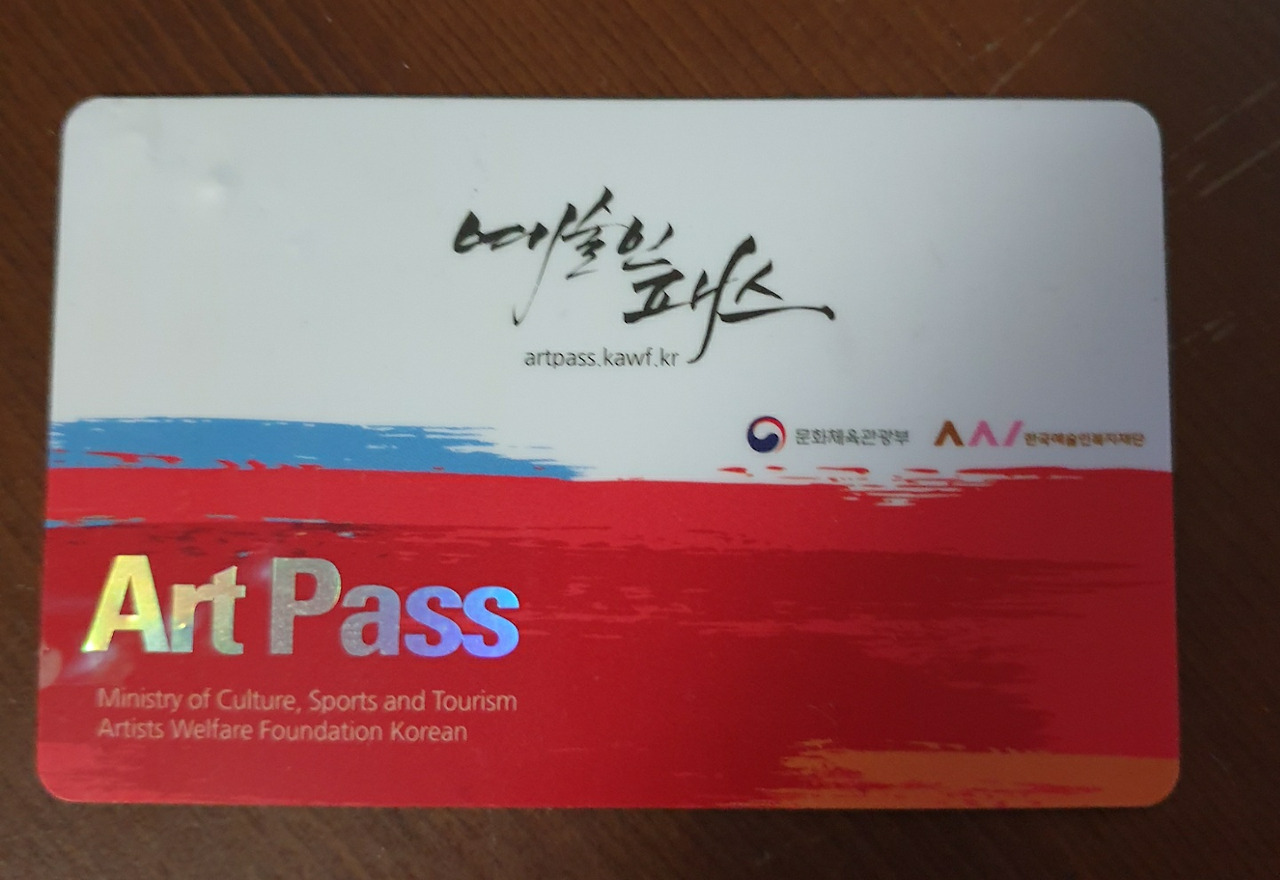 예술인
패스
artpass.kawf.kr
문화체육관광부 한국예술인복지재단
Art Pass
Ministry of Culture, Sports and Tourism
Artists Welfare Foundation Korean